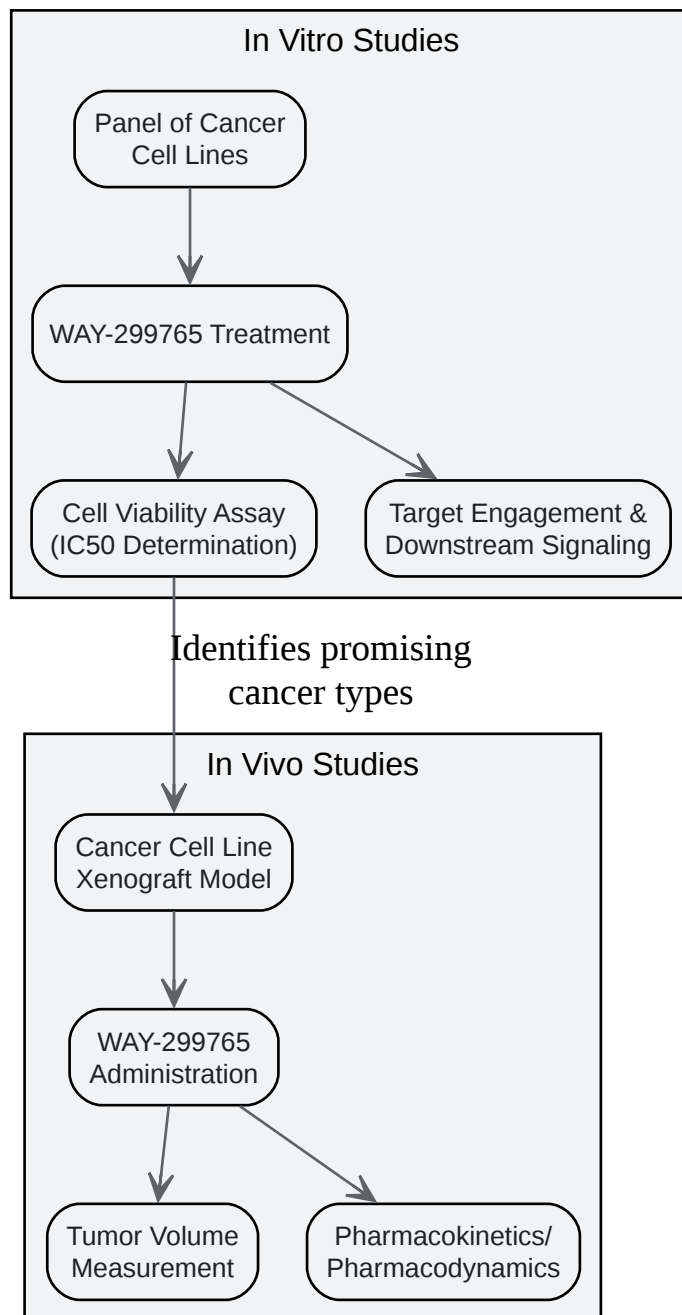 In Vitro Studies
Panel of Cancer
Cell Lines
WAY-299765 Treatment
Cell Viability Assay
(IC50 Determination)
Target Engagement &
Downstream Signaling
Identifies promising
cancer types
In Vivo Studies
Cancer Cell Line
Xenograft Model
WAY-299765
Administration
Tumor Volume
Measurement
Pharmacokinetics/
Pharmacodynamics